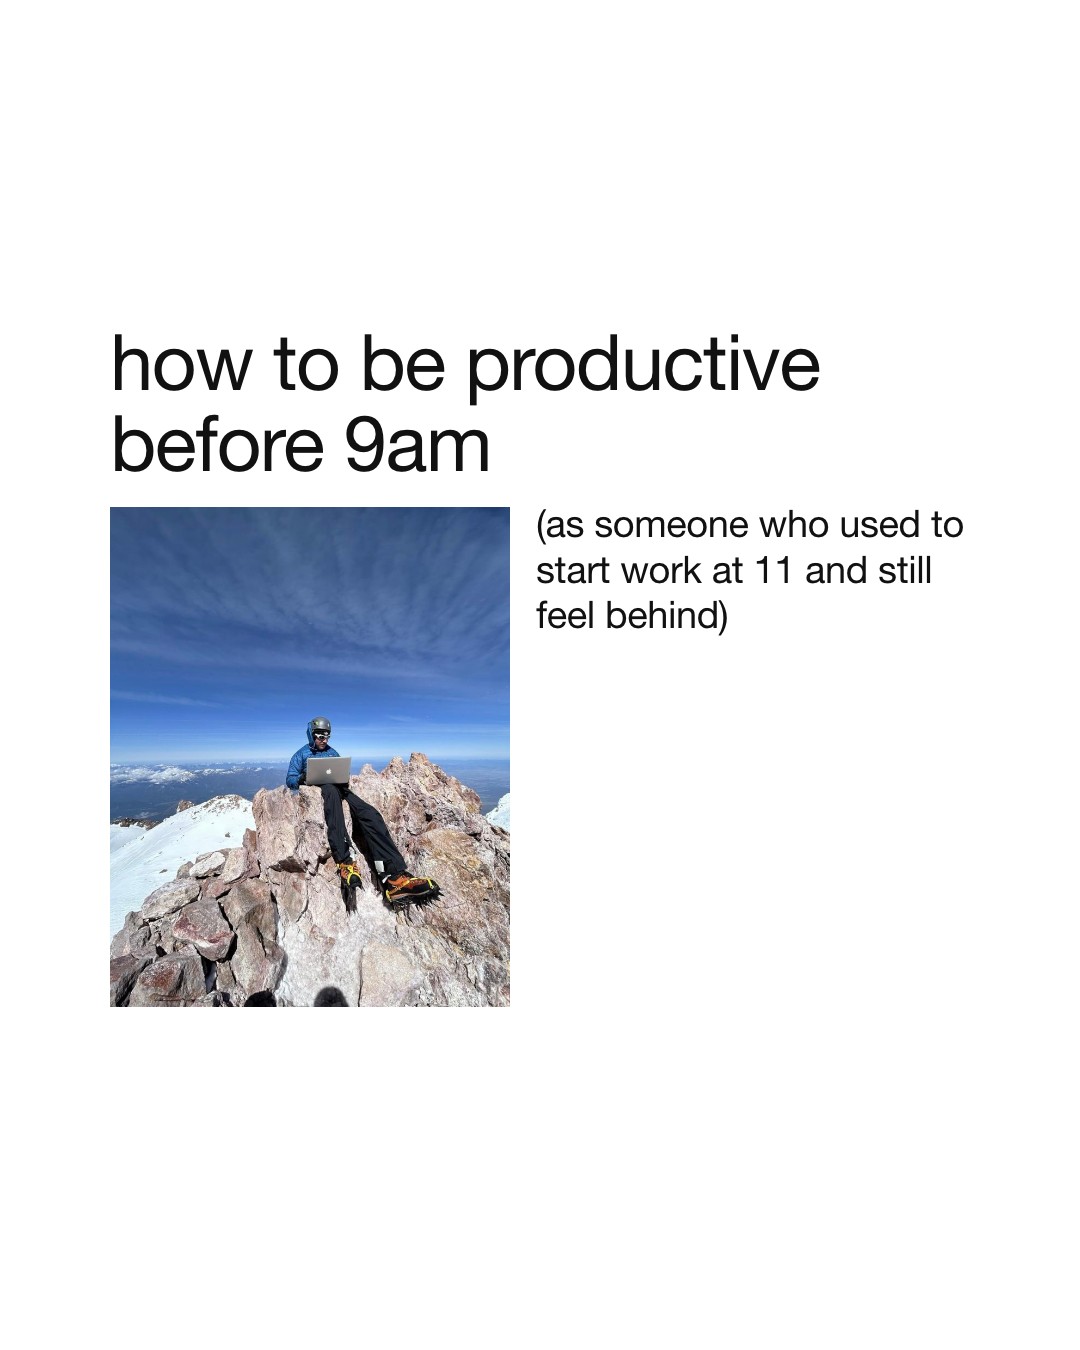 how to be productive
before 9am
(as someone who used to
start work at 11 and still
feel behind)